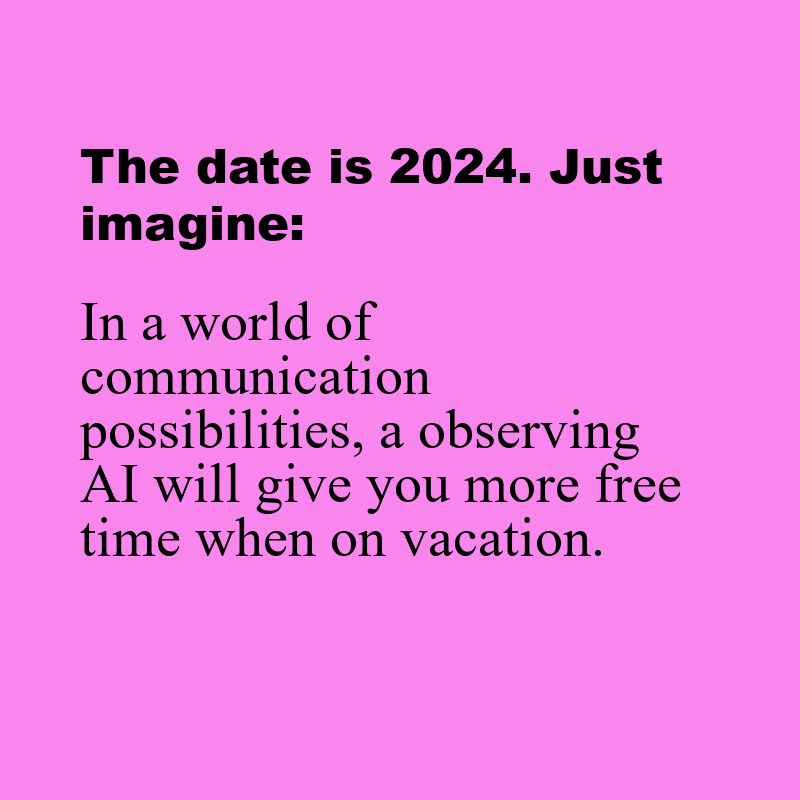 The date is 2024. Just
imagine:
In a world of
communication
possibilities, a observing
AI will give you more free
time when on vacation.